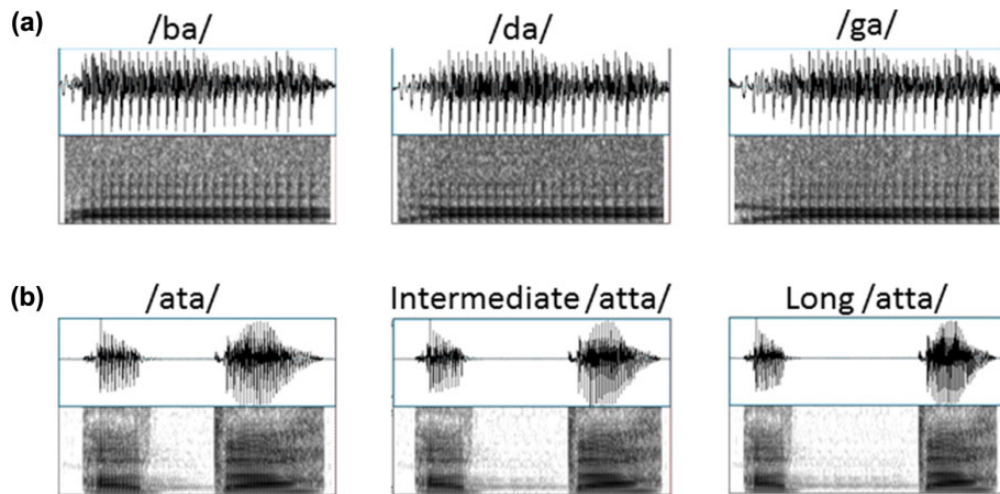 (a) /ba/ /da/ /ga/
(b) /ata/ Intermediate /atta/ Long /atta/